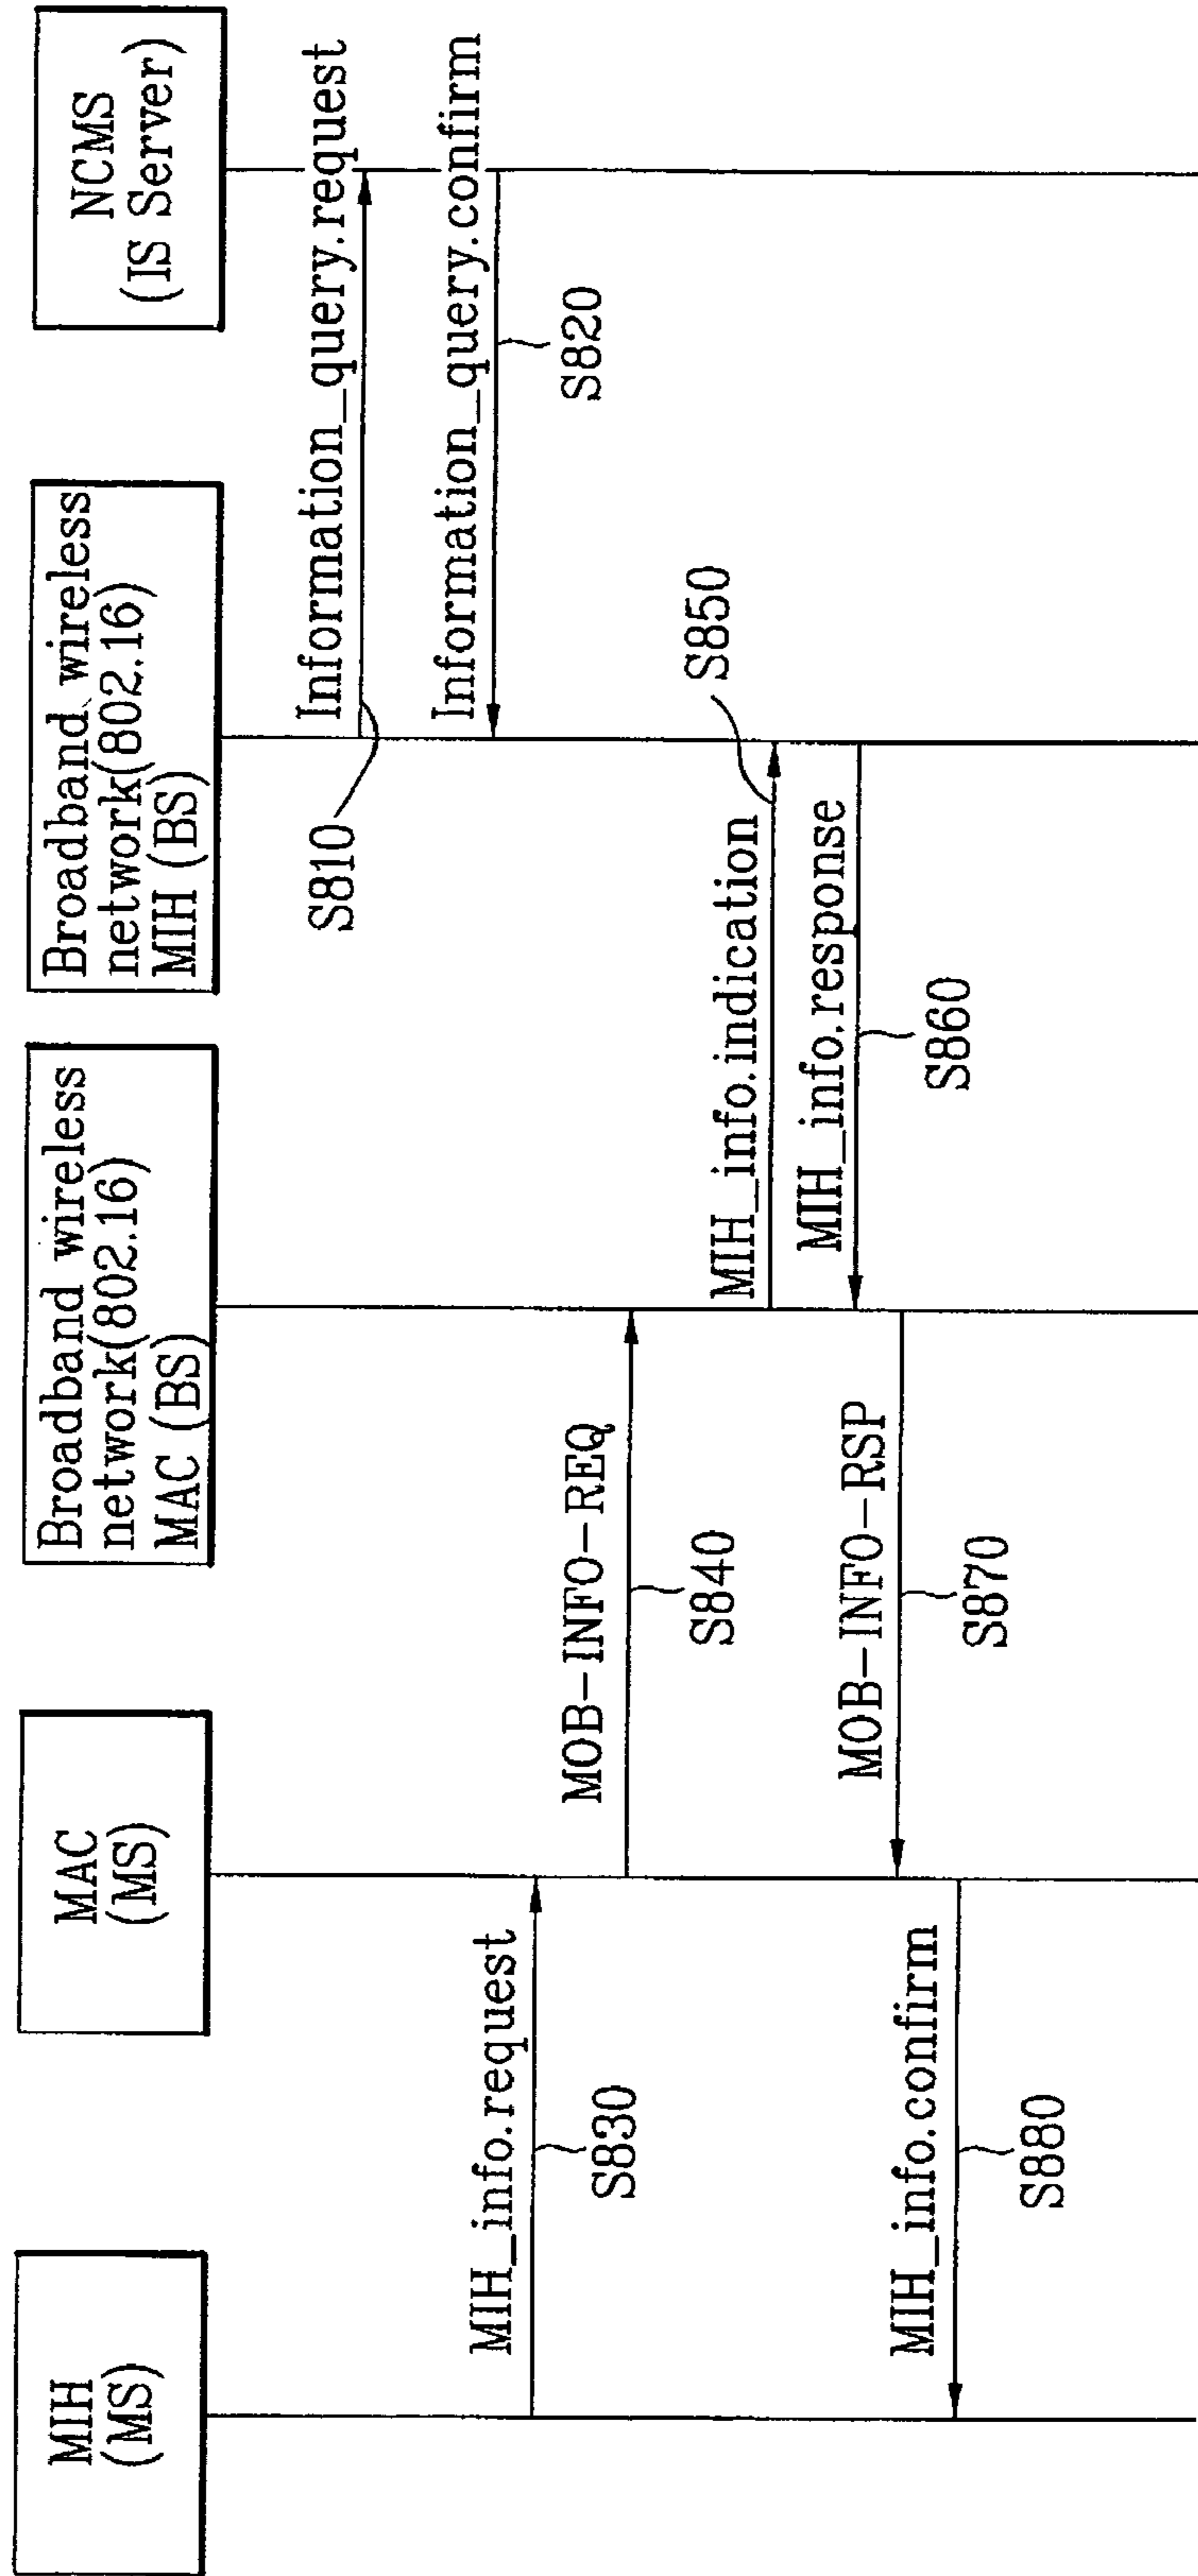 MIH
(MS)
MAC
(MS)
Broadband wireless
network(802.16)
MAC (BS)
Broadband wireless
network(802.16)
MIH (BS)
NCMS
(IS Server)
Information_query.request
S810
Information_query.confirm
S820
MIH_info.request
S830
MOB-INFO-REQ
S840
MIH_info.indication
S850
MIH_info.response
S860
MOB-INFO-RSP
S870
MIH_info.confirm
S880